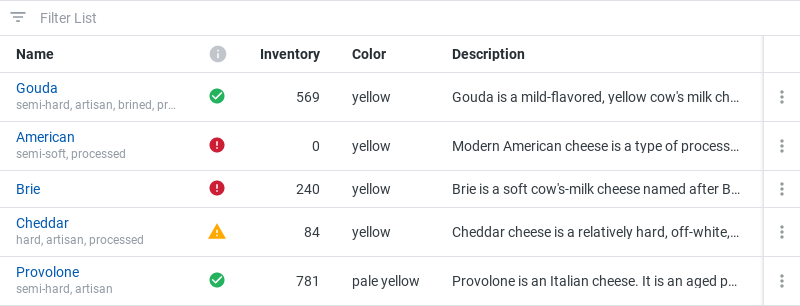 Filter List
Name Inventory Color Description
Gouda 569 yellow Gouda is a mild-flavored, yellow cow's milk ch…
semi-hard, artisan, brined, pr…
American 0 yellow Modern American cheese is a type of process…
semi-soft, processed
Brie 240 yellow Brie is a soft cow's-milk cheese named after B…
Cheddar 84 yellow Cheddar cheese is a relatively hard, off-white,…
hard, artisan, processed
Provolone 781 pale yellow Provolone is an Italian cheese. It is an aged p…
semi-hard, artisan